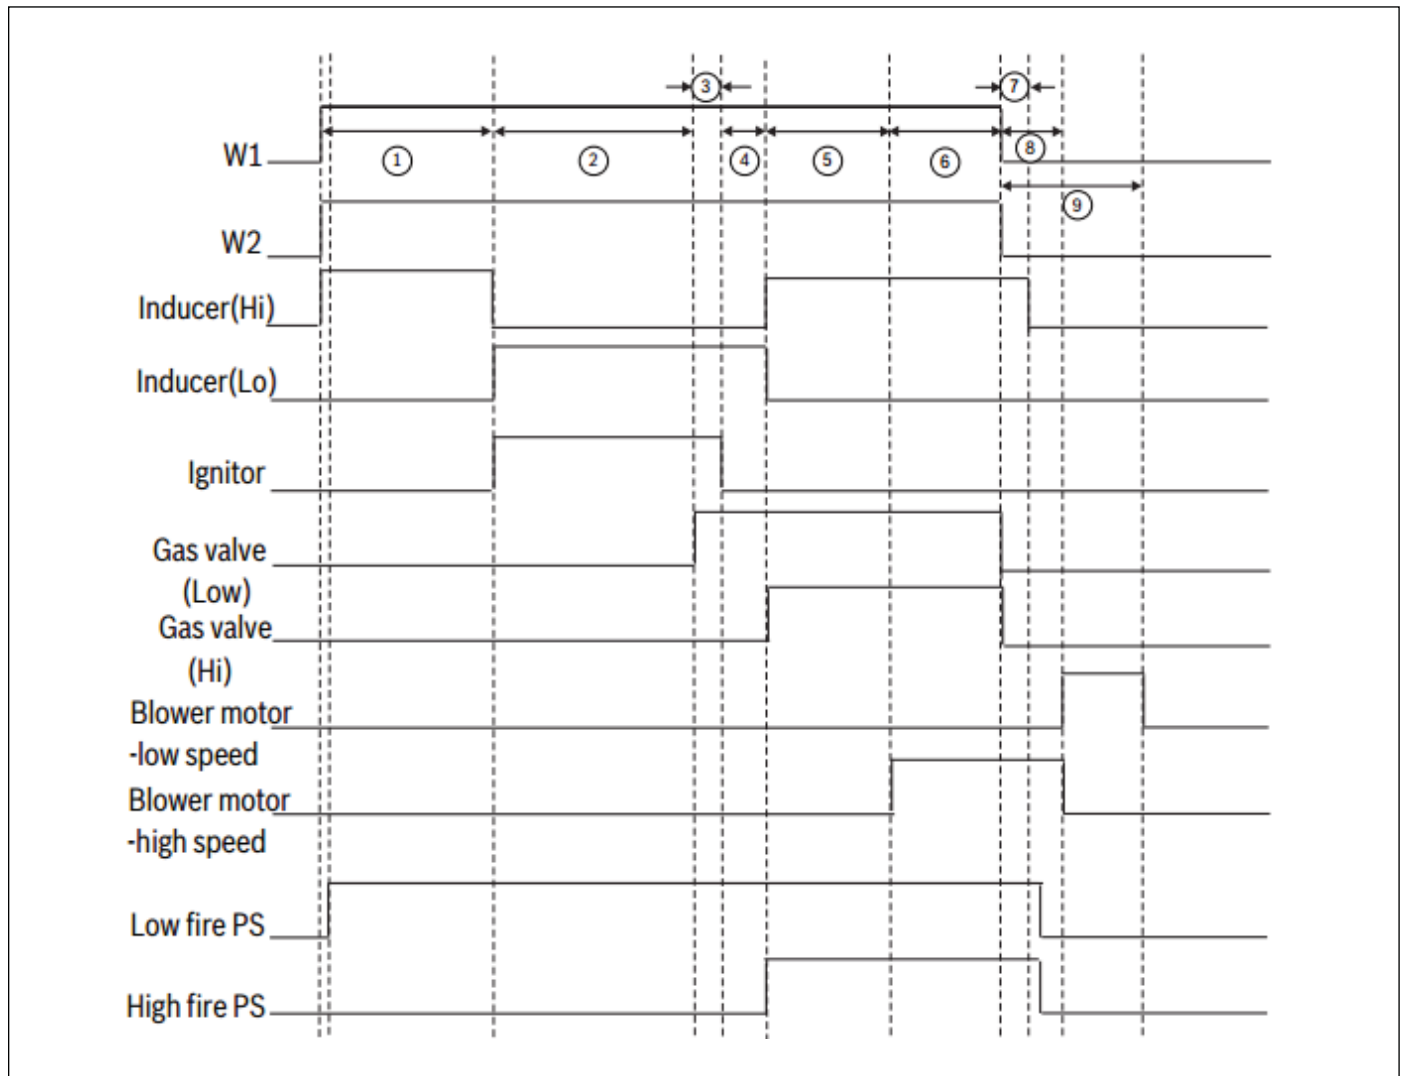 ③
⑦
W1
①
②
④
⑤
⑥
⑧
⑨
W2
Inducer(Hi)
Inducer(Lo)
Ignitor
Gas valve
(Low)
Gas valve
(Hi)
Blower motor
-low speed
Blower motor
-high speed
Low fire PS
High fire PS